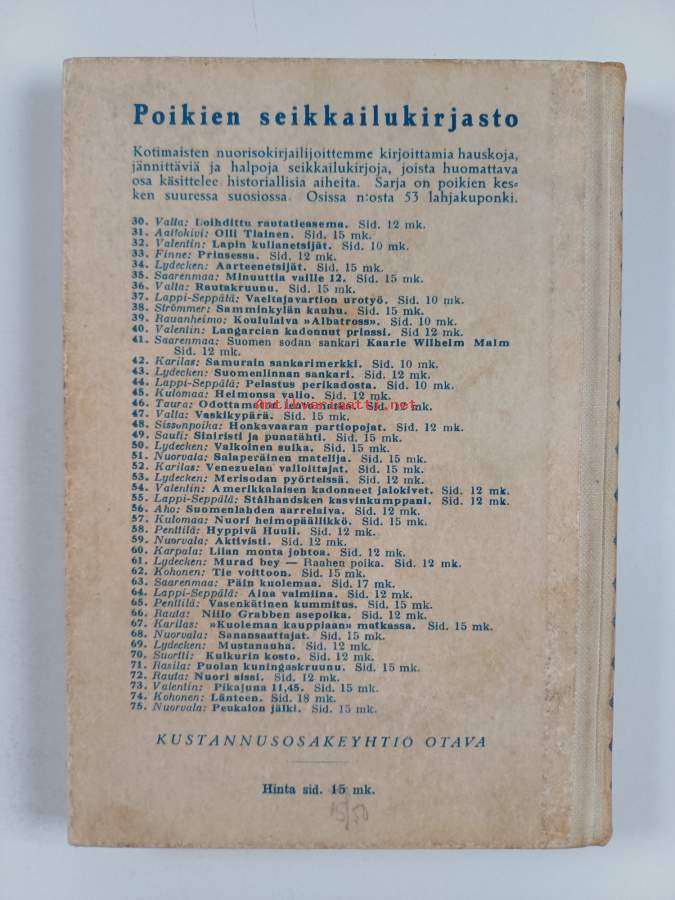 Poikien seikkailukirjasto
Kotimaisten nuorisokirjailijoittemme kirjoittamia hauskoja,
jännittäviä ja halpoja seikkailukirjoja, joista huomattava
osa käsittelee historiallisia aiheita. Sarja on poikien kes-
ken suuressa suosiossa. Osissa n:osta 53 lahjakuponki.
30. Valta: Loihdittu rautatieasema. Sid. 12 mk.
31. Aailokivi: Olli Tiainen. Sid. 15 mk.
32. Valentin: Lapin kullanetsijät. Sid. 10 mk.
33. Finne: Prinsessa. Sid. 12 mk.
34. Lydecken: Aarteenetsijät. Sid. 15 mk.
35. Saarenmaa: Minuuttia vaille 12. Sid. 15 mk.
36. Valta: Rautakruunu. Sid. 15 mk.
37. Lappi-Seppälä: Vaeltajavartion urotyö. Sid. 10 mk.
38. Strömmer: Samminkylän kauhu. Sid. 15 mk.
39. Rauanheimo: Koululaiva »Albatross». Sid. 10 mk.
40. Valentin: Langarcian kadonnut prinssi. Sid. 12 mk.
41. Saarenmaa: Suomen sodan sankari Kaarle Wilhelm Malm
Sid. 12 mk.
42. Karilas: Samurain sankarimerkki. Sid. 10 mk.
43. Lydecken: Suomenlinnan sankari. Sid. 12 mk.
44. Lappi-Seppälä: Pelastus perikadosta. Sid. 10 mk.
45. Kulomaa: Heimonsa valio. Sid. 12 mk.
46. Taura: Odottamaton tervehdys. Sid. 12 mk.
47. Valta: Vaskikypärä. Sid. 15 mk.
48. Sissonpoika: Honkavaaran partiopojat. Sid. 12 mk.
49. Sauli: Siniristi ja punatähti. Sid. 15 mk.
50. Lydecken: Valkoinen sulka. Sid. 15 mk.
51. Nuorvala: Salaperäinen matelija. Sid. 15 mk.
52. Karilas: Venezuelan valloittajat. Sid. 15 mk.
53. Lydecken: Merisodan pyörteissä. Sid. 12 mk.
54. Valentin: Amerikkalaisen kadonneet jalokivet. Sid. 12 mk.
55. Lappi-Seppälä: Stålhandsken kasvinkumppani. Sid. 12 mk.
56. Aho: Suomenlahden aarrelaiva. Sid. 12 mk.
57. Kulomaa: Nuori heimopäällikkö. Sid. 15 mk.
58. Penttilä: Hyppivä Huuli. Sid. 12 mk.
59. Nuorvala: Aktivisti. Sid. 12 mk.
60. Karpala: Liian monta johtoa. Sid. 12 mk.
61. Lydecken: Murad bey — Raahen poika. Sid. 12 mk.
62. Kohonen: Tie voittoon. Sid. 15 mk.
63. Saarenmaa: Päin kuolemaa. Sid. 17 mk.
64. Lappi-Seppälä: Aina valmiina. Sid. 12 mk.
65. Penttilä: Vasenkätinen kummitus. Sid. 15 mk.
66. Rauta: Niilo Grabben asepoika. Sid. 12 mk.
67. Karilas: »Kuoleman kauppiaan» matkassa. Sid. 15 mk.
68. Nuorvala: Sanansaattajat. Sid. 15 mk.
69. Lydecken: Mustanauha. Sid. 12 mk.
70. Suortti: Kulkurin kosto. Sid. 12 mk.
71. Rasila: Puolan kuningaskruunu. Sid. 15 mk.
72. Rauta: Nuori sissi. Sid. 12 mk.
73. Valentin: Pikajuna 11,45. Sid. 15 mk.
74. Kohonen: Länteen. Sid. 18 mk.
75. Nuorvala: Peukalon jälki. Sid. 15 mk.
KUSTANNUSOSAKEYHTIÖ OTAVA
Hinta sid. 15 mk.